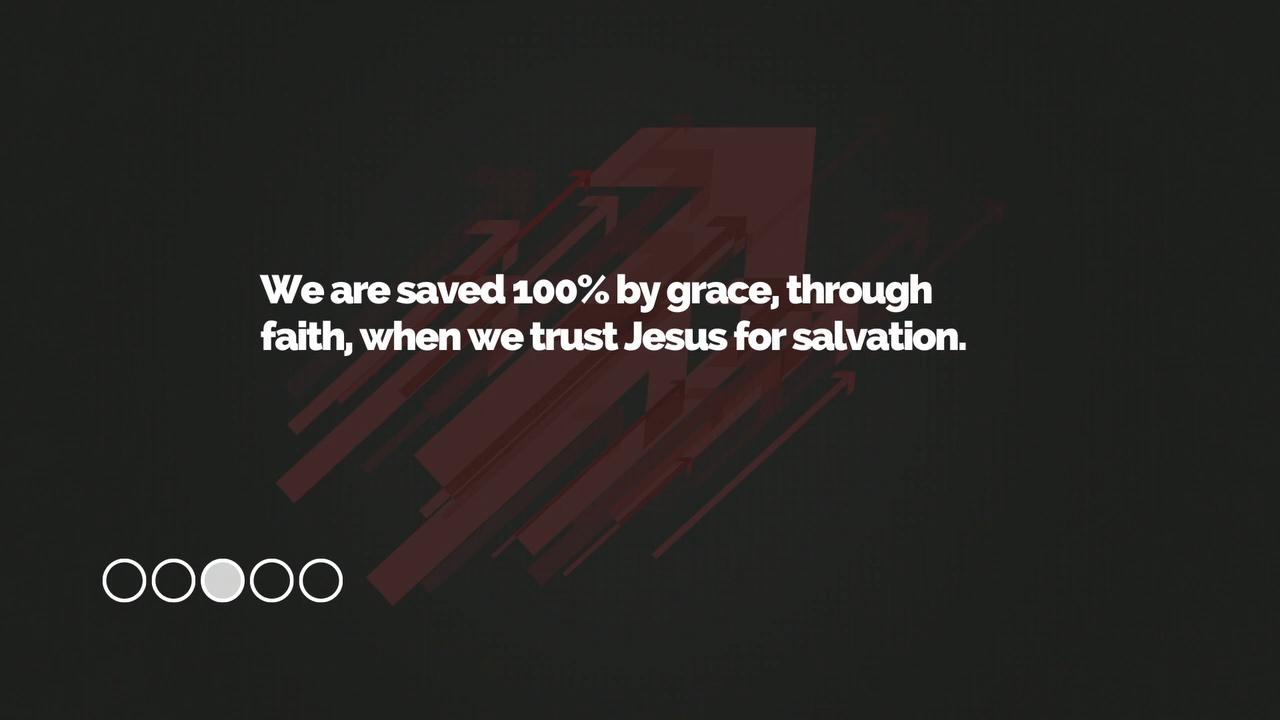 We are saved 100% by grace, through
faith, when we trust Jesus for salvation.